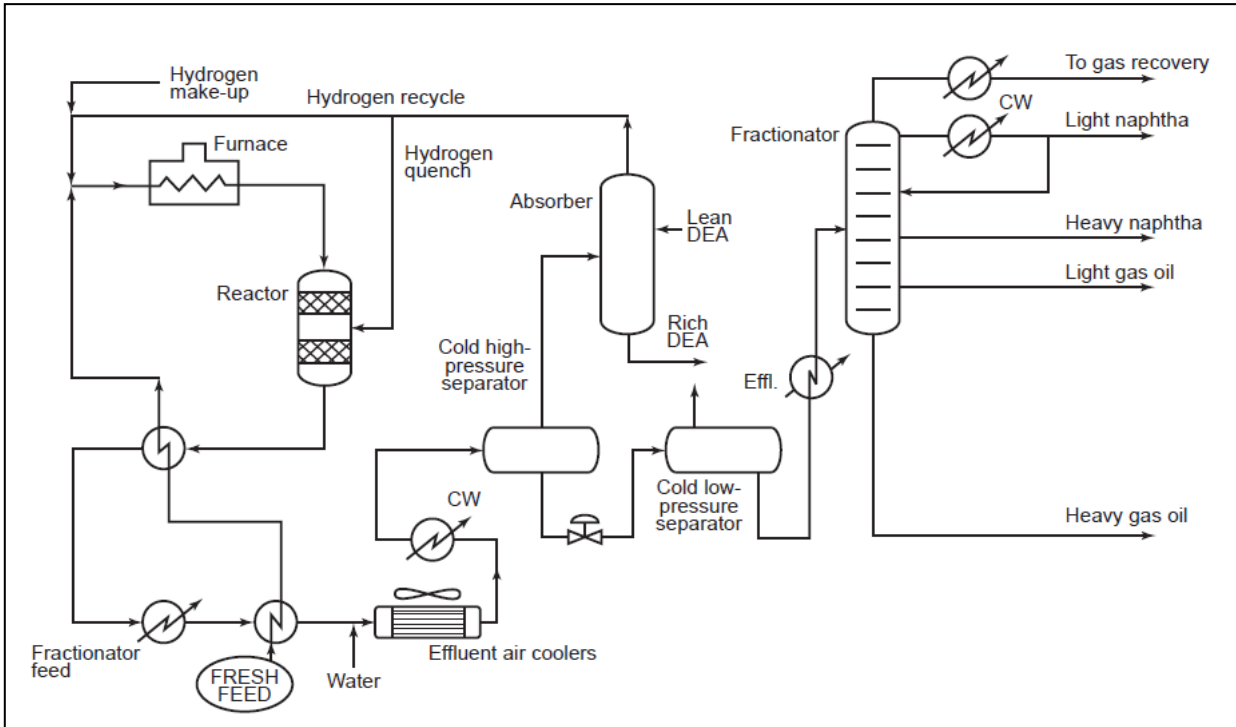 Hydrogen
make-up
Hydrogen recycle
Furnace
Hydrogen
quench
Reactor
Absorber
Lean
DEA
Rich
DEA
Cold high-
pressure
separator
CW
Cold low-
pressure
separator
Effl.
Fractionator
To gas recovery
CW
Light naphtha
Heavy naphtha
Light gas oil
Heavy gas oil
Fractionator
feed
FRESH
FEED
Water
Effluent air coolers